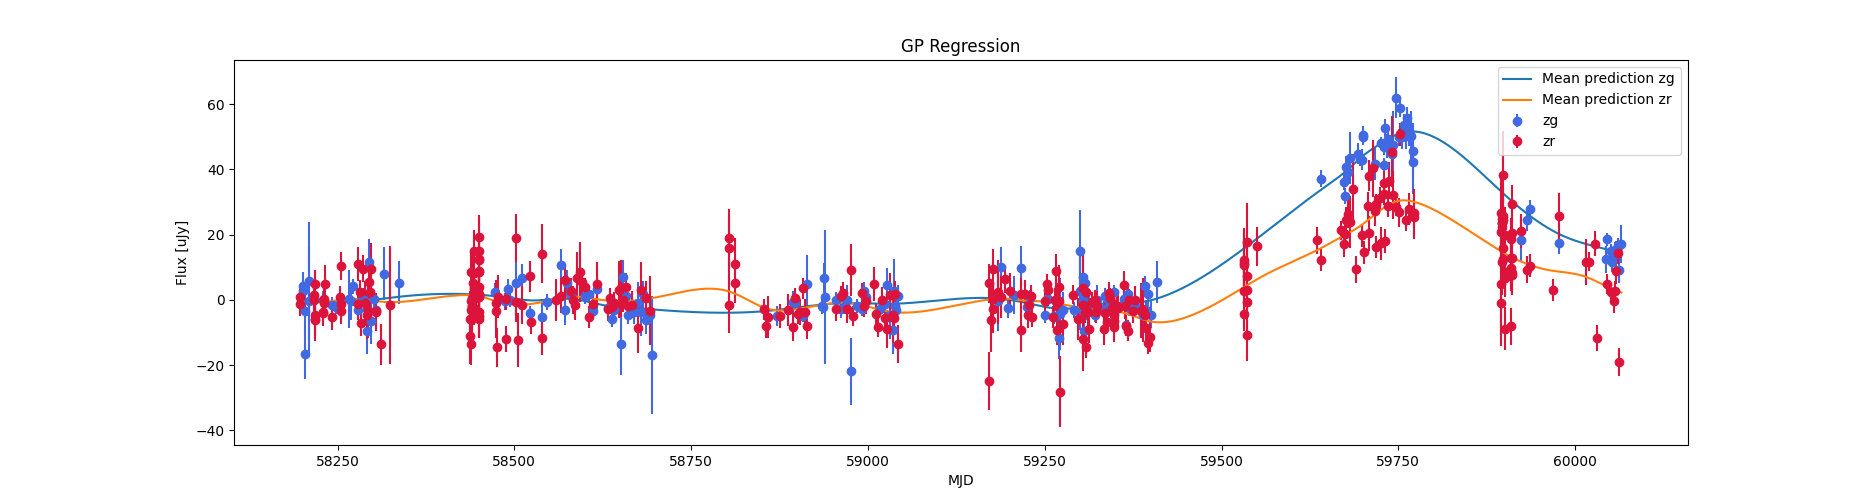 GP Regression
Flux [uJy]
60
40
20
0
−20
−40
Mean prediction zg
Mean prediction zr
zg
zr
58250
58500
58750
59000
59250
59500
59750
60000
MJD